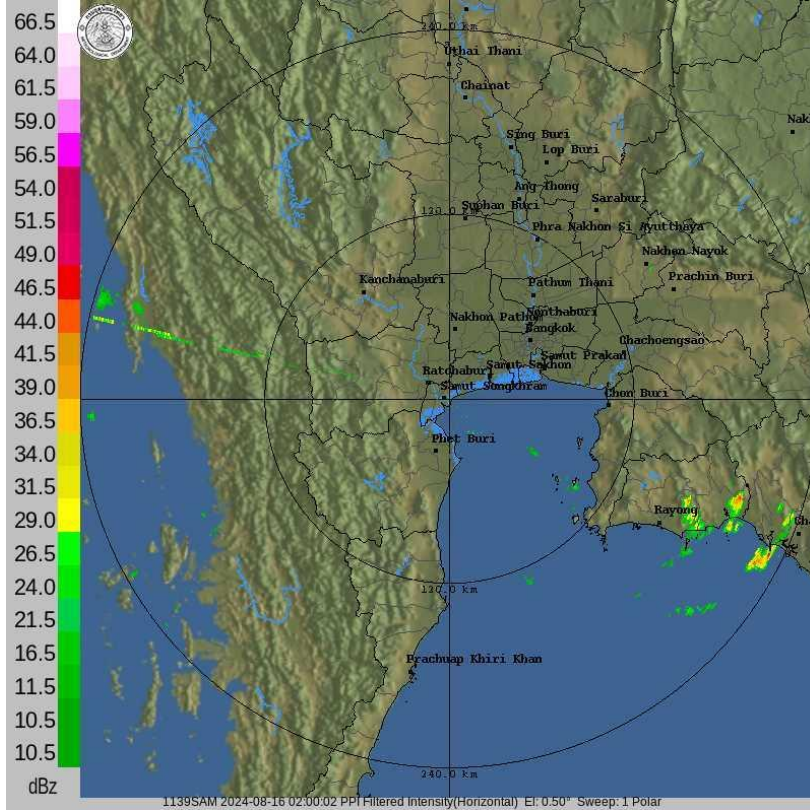 66.5
64.0
61.5
59.0
56.5
54.0
51.5
49.0
46.5
44.0
41.5
39.0
36.5
34.0
31.5
29.0
26.5
24.0
21.5
16.5
11.5
10.5
10.5
dBz
240.0 km
Uthai Thani
Chainat
Sing Buri
Lop Buri
Ang Thong
Suphan Buri
Saraburi
120.0 km
Phra Nakhon Si Ayutthaya
Nakhon Nayok
Prachin Buri
Kanchanaburi
Pathum Thani
Nakhon Pathom
Nonthaburi
Bangkok
Chachoengsao
Samut Prakan
Samut Sakhon
Ratchaburi
Samut Songkhram
Chon Buri
Phet Buri
Rayong
120.0 km
Prachuap Khiri Khan
240.0 km
1139SAM 2024-08-16 02:00:02 PPI Filtered Intensity(Horizontal) El: 0.50° Sweep: 1 Polar